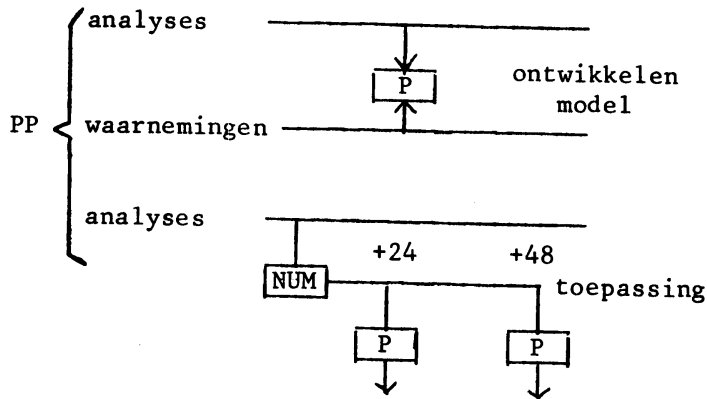 analyses
P
ontwikkelen
model
PP waarnemingen
analyses
+24 +48
NUM toepassing
P P